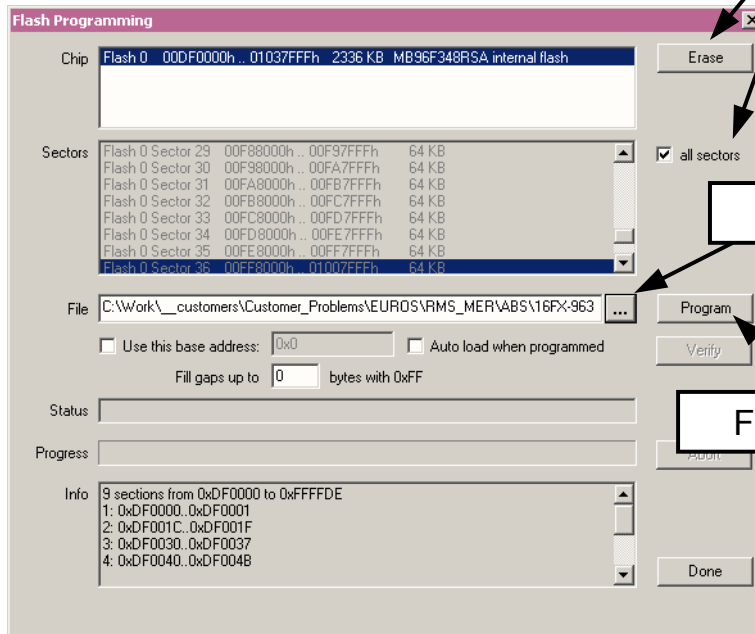 Flash Programming
Chip
Flash 0 00DF0000h .. 01037FFFh 2336 KB MB96F348RSA internal flash
Erase
Sectors
Flash 0 Sector 29 00F88000h .. 00F97FFFh 64 KB
Flash 0 Sector 30 00F98000h .. 00FA7FFFh 64 KB
Flash 0 Sector 31 00FA8000h .. 00FB7FFFh 64 KB
Flash 0 Sector 32 00FB8000h .. 00FC7FFFh 64 KB
Flash 0 Sector 33 00FC8000h .. 00FD7FFFh 64 KB
Flash 0 Sector 34 00FD8000h .. 00FE7FFFh 64 KB
Flash 0 Sector 35 00FE8000h .. 00FF7FFFh 64 KB
Flash 0 Sector 36 00FF8000h .. 01007FFFh 64 KB
all sectors
File C:\Work\__customers\Customer_Problems\EUROS\RMS_MER\ABS\16FX-963 ... Program
Use this base address: 0x0 Auto load when programmed Verify
Fill gaps up to 0 bytes with 0xFF
Status
F
Progress
Abort
Info
9 sections from 0xDF0000 to 0xFFFFDE
1: 0xDF0000..0xDF0001
2: 0xDF001C..0xDF001F
3: 0xDF0030..0xDF0037
4: 0xDF0040..0xDF004B
Done